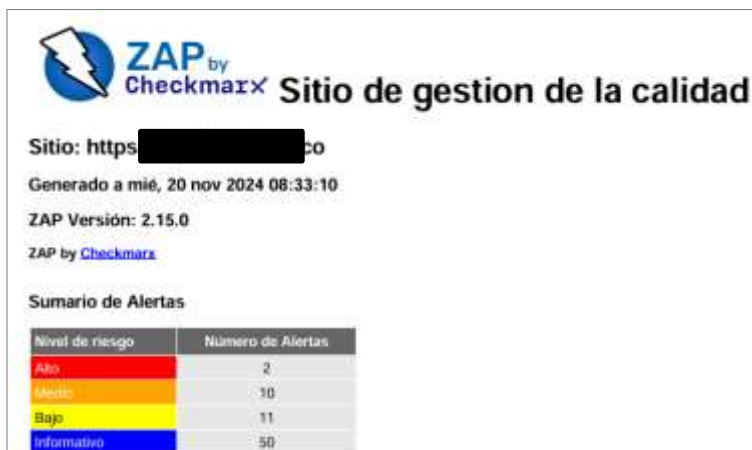 ZAP by
Checkmarx Sitio de gestion de la calidad
Sitio: https co
Generado a mié, 20 nov 2024 08:33:10
ZAP Versión: 2.15.0
ZAP by Checkmarx
Sumario de Alertas
Nivel de riesgo Número de Alertas
Alto 2
Medio 10
Bajo 11
Informativo 50